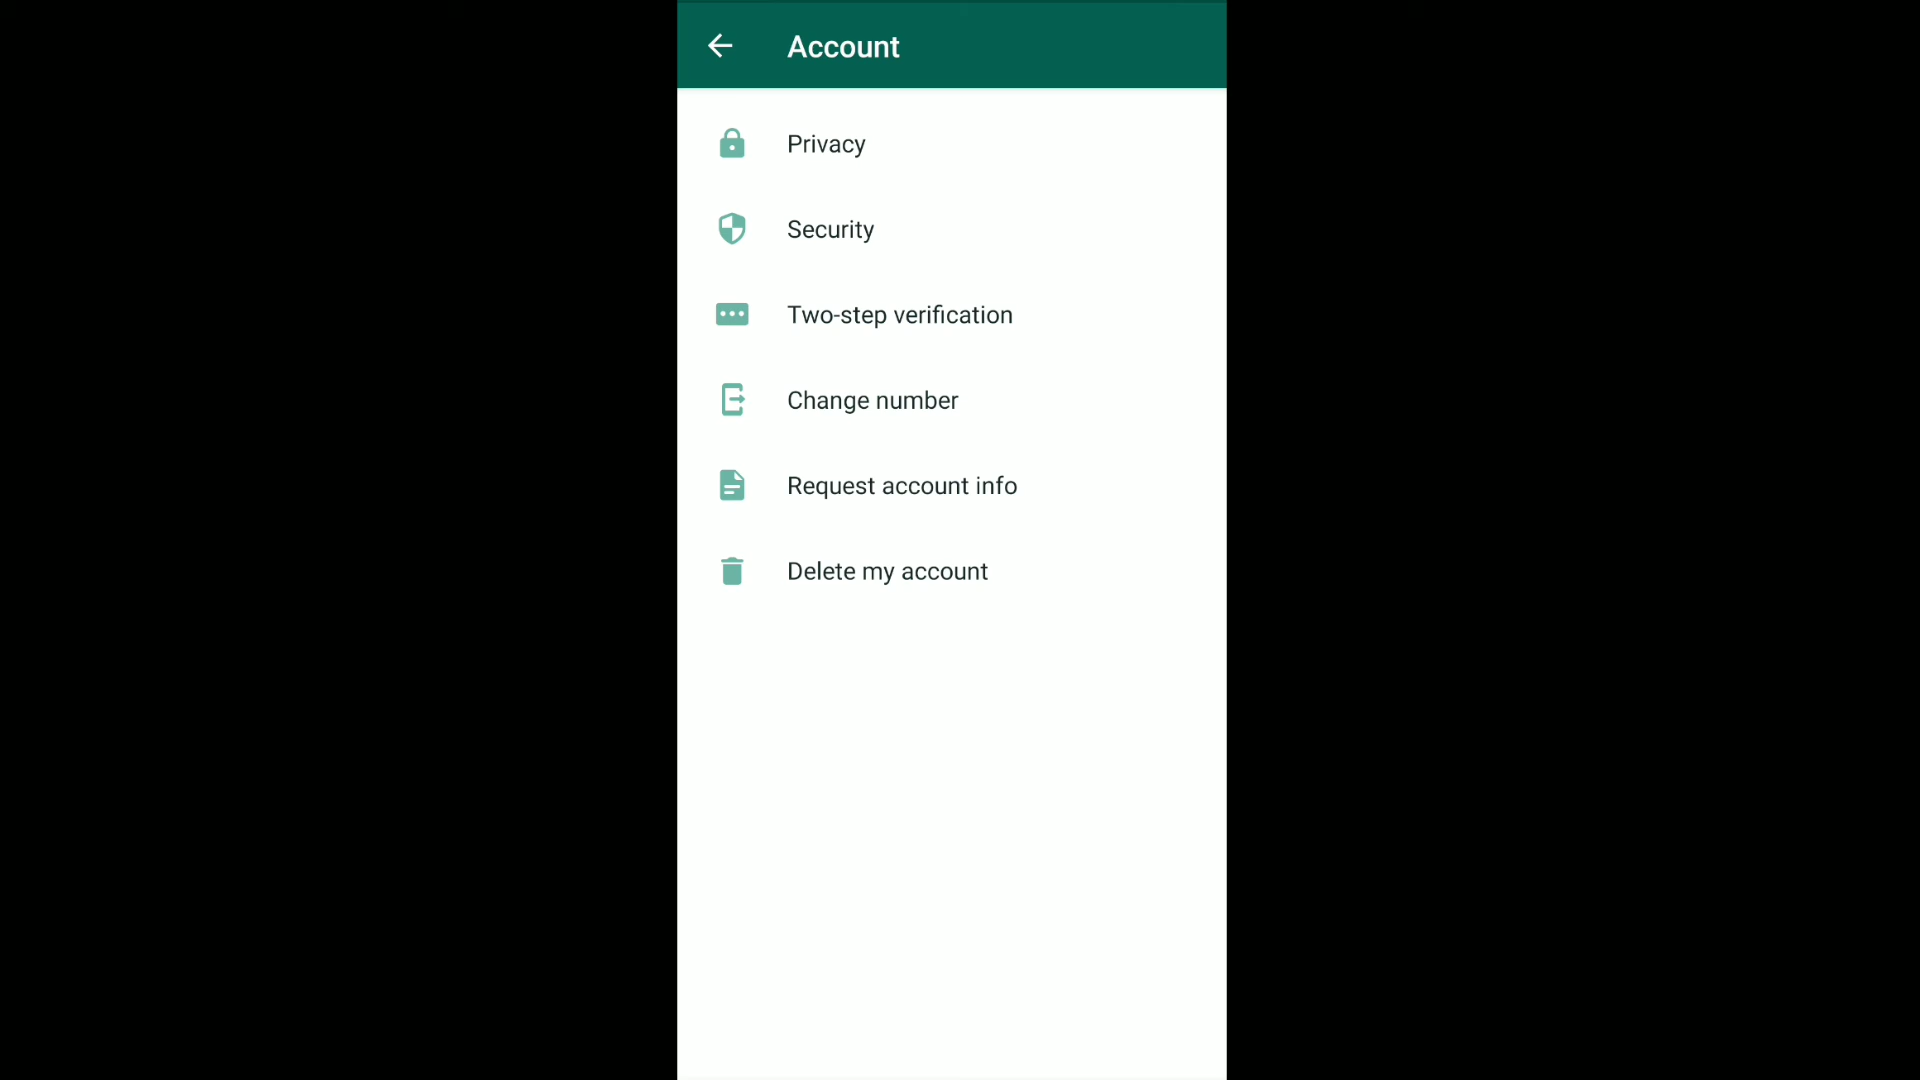 Account
Privacy
Security
Two-step verification
Change number
Request account info
Delete my account